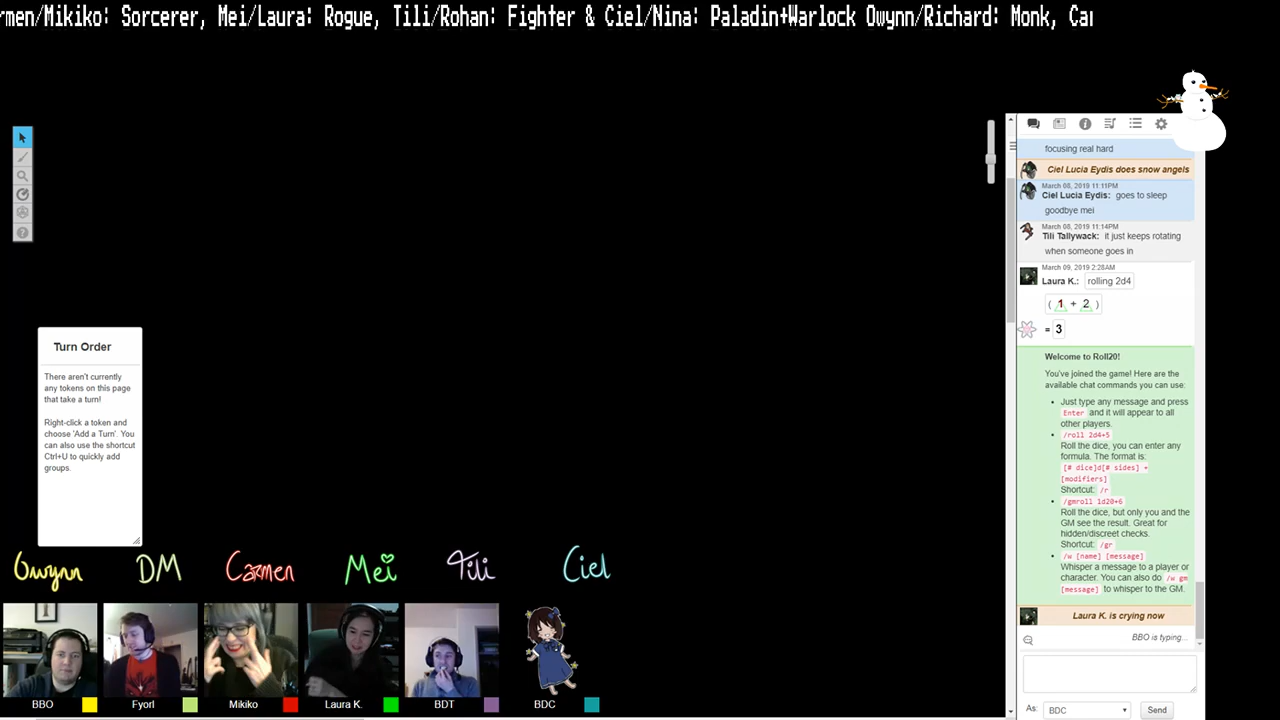 rmen/Mikiko: Sorcerer, Mei/Laura: Rogue, Tili/Rohan: Fighter & Ciel/Nina: Paladin+Warlock Owynn/Richard: Monk, Car
focusing real hard
Ciel Lucia Eydis does snow angels
March 08, 2019 11:11PM
Ciel Lucia Eydis: goes to sleep
goodbye mei
March 08, 2019 11:14PM
Tili Tallywack: it just keeps rotating
when someone goes in
March 09, 2019 2:28AM
Laura K.: rolling 2d4
( 1 + 2 )
= 3
Welcome to Roll20!
You've joined the game! Here are the
available chat commands you can use:
• Just type any message and press
Enter and it will appear to all
other players.
• /roll 2d4+5
Roll the dice, you can enter any
formula. The format is:
[# dice]d[# sides] +
[modifiers]
Shortcut: /r
• /gmroll 1d20+6
Roll the dice, but only you and the
GM see the result. Great for
hidden/discreet checks.
Shortcut: /gr
• /w [name] [message]
Whisper a message to a player or
character. You can also do /w gm
[message] to whisper to the GM.
Laura K. is crying now
BBO is typing...
As: BDC Send
Turn Order
There aren't currently
any tokens on this page
that take a turn!
Right-click a token and
choose 'Add a Turn'. You
can also use the shortcut
Ctrl+U to quickly add
groups.
Owynn DM Carmen Mei Tili Ciel
BBO Fyorl Mikiko Laura K. BDT BDC